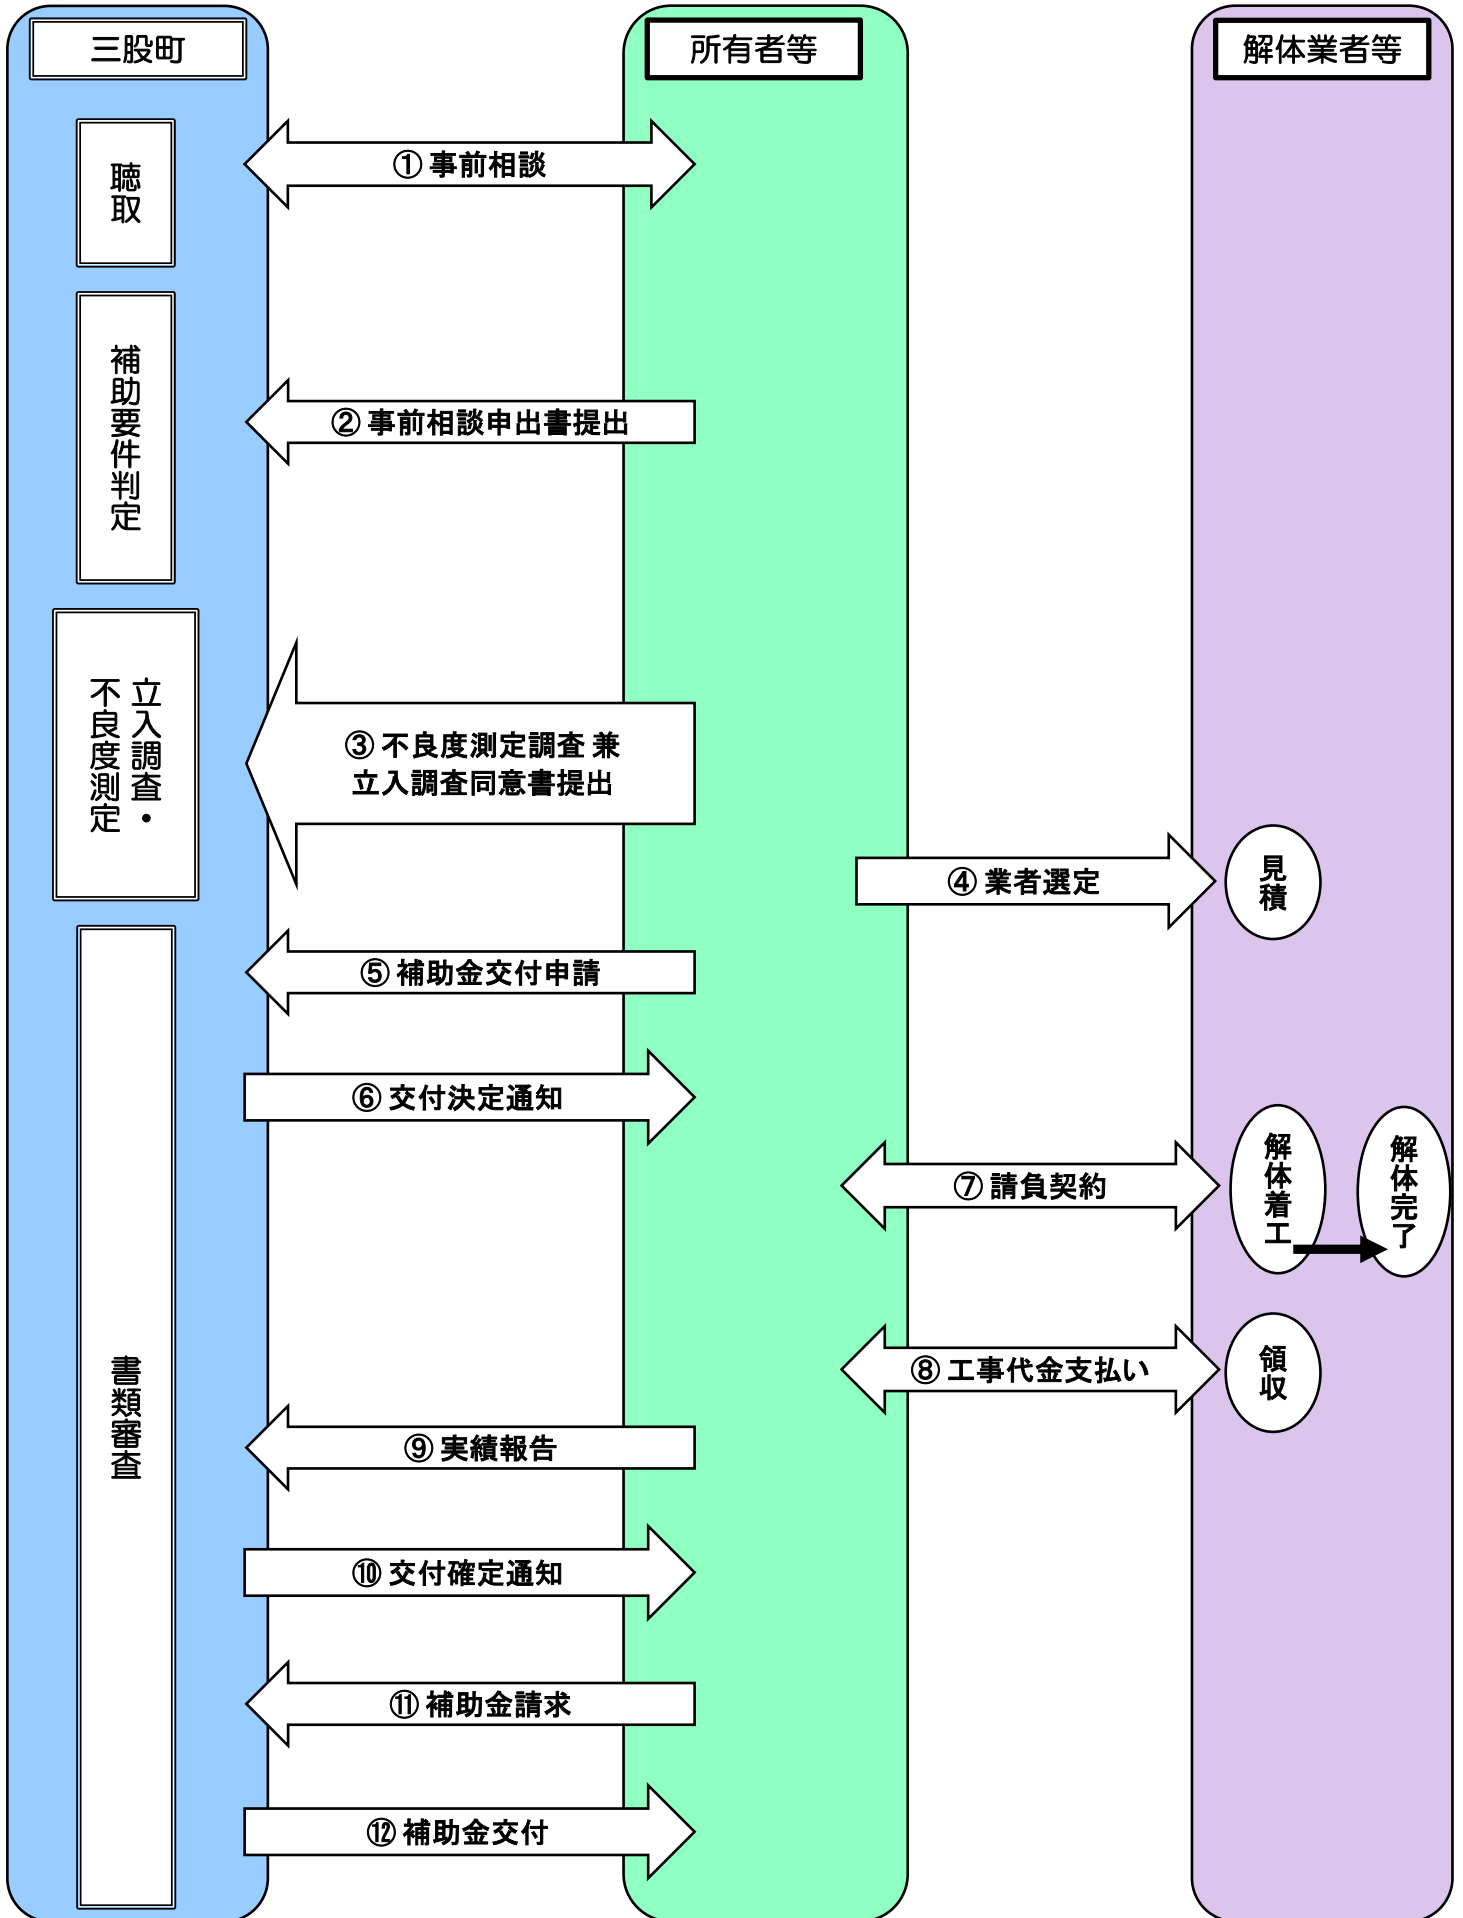 三股町
所有者等
解体業者等
聴取
① 事前相談
補助要件判定
② 事前相談申出書提出
立入調査・
不良度測定
③ 不良度測定調査 兼
立入調査同意書提出
④ 業者選定
見積
⑤ 補助金交付申請
⑥ 交付決定通知
⑦ 請負契約
解体着工
解体完了
⑧ 工事代金支払い
領収
書類審査
⑨ 実績報告
⑩ 交付確定通知
⑪ 補助金請求
⑫ 補助金交付